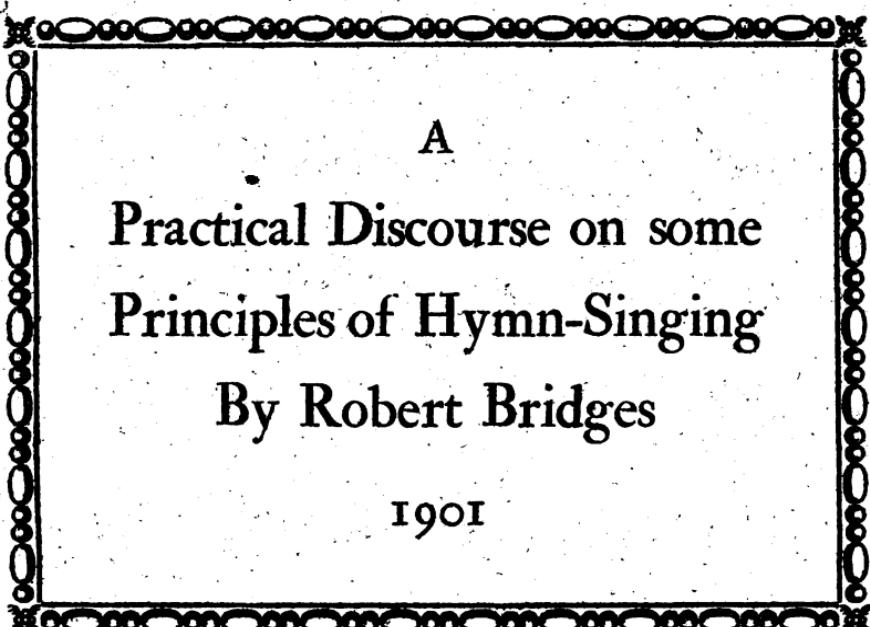 A
Practical Discourse on some
Principles of Hymn-Singing
By Robert Bridges
1901